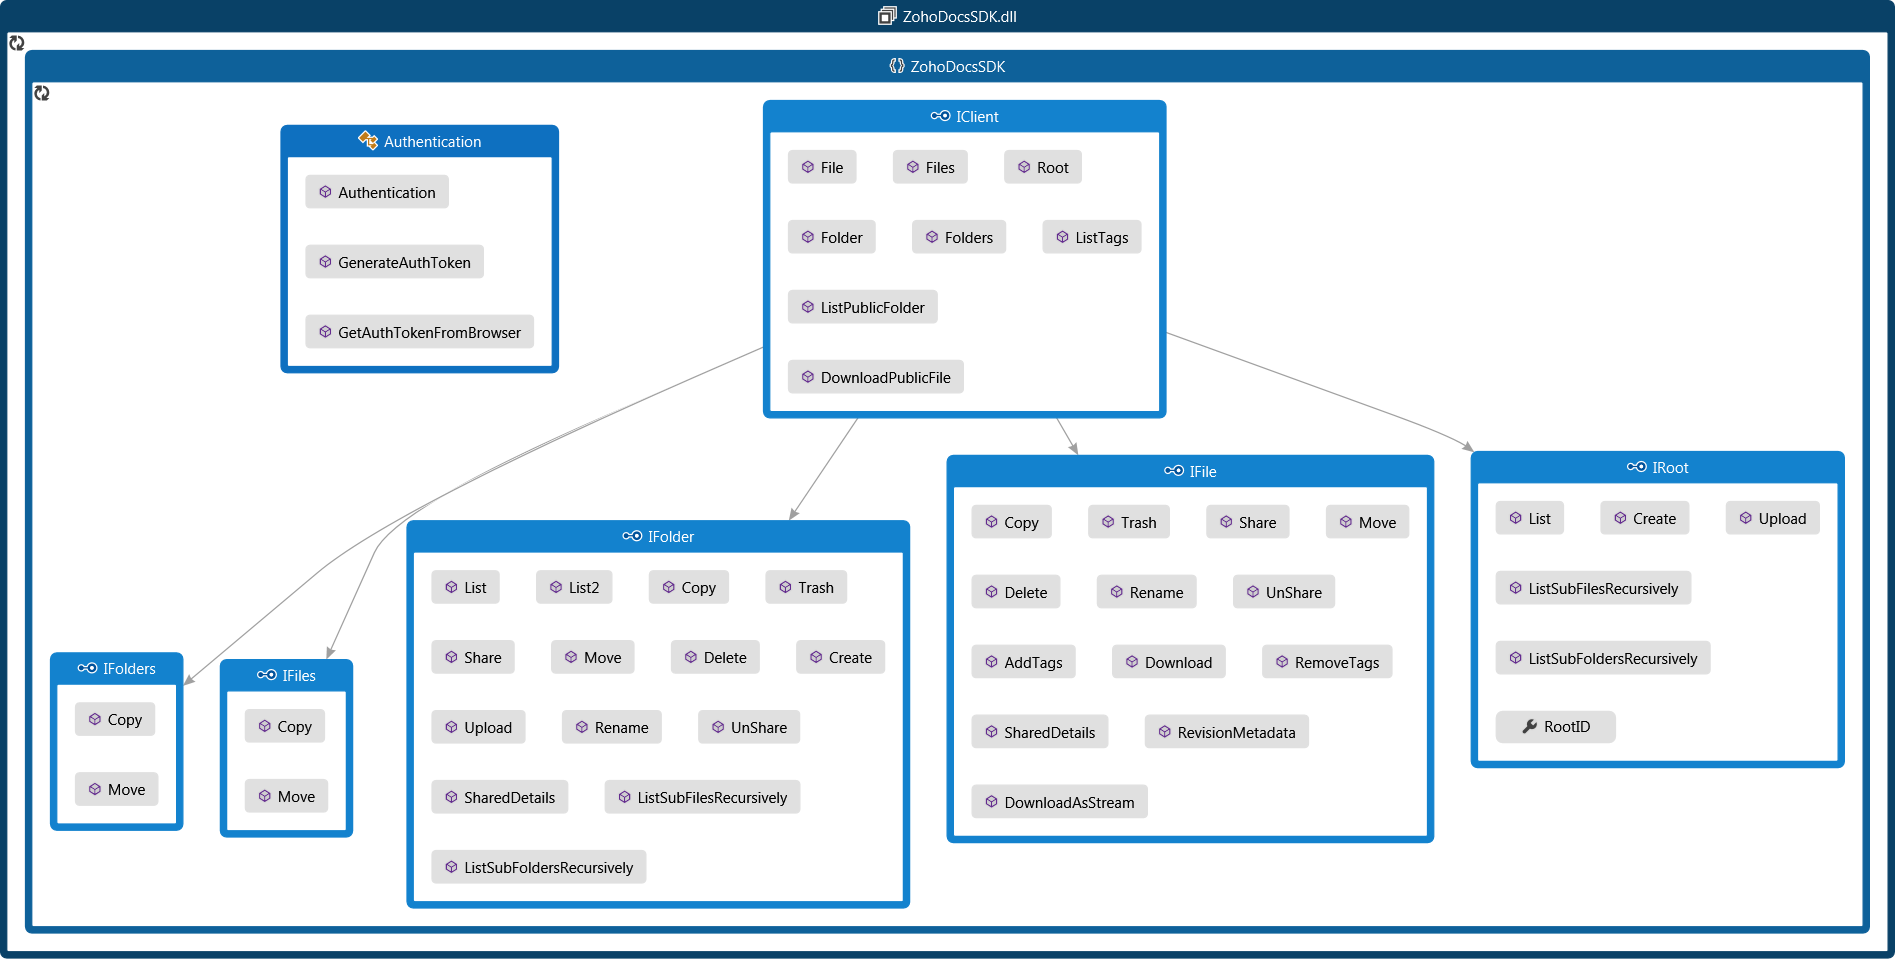 ZohoDocsSDK.dll
ZohoDocsSDK
Authentication
Authentication
GenerateAuthToken
GetAuthTokenFromBrowser
IClient
File Files Root
Folder Folders ListTags
ListPublicFolder
DownloadPublicFile
IFolders
Copy
Move
IFiles
Copy
Move
IFolder
List List2 Copy Trash
Share Move Delete Create
Upload Rename UnShare
SharedDetails ListSubFilesRecursively
ListSubFoldersRecursively
IFile
Copy Trash Share Move
Delete Rename UnShare
AddTags Download RemoveTags
SharedDetails RevisionMetadata
DownloadAsStream
IRoot
List Create Upload
ListSubFilesRecursively
ListSubFoldersRecursively
RootID